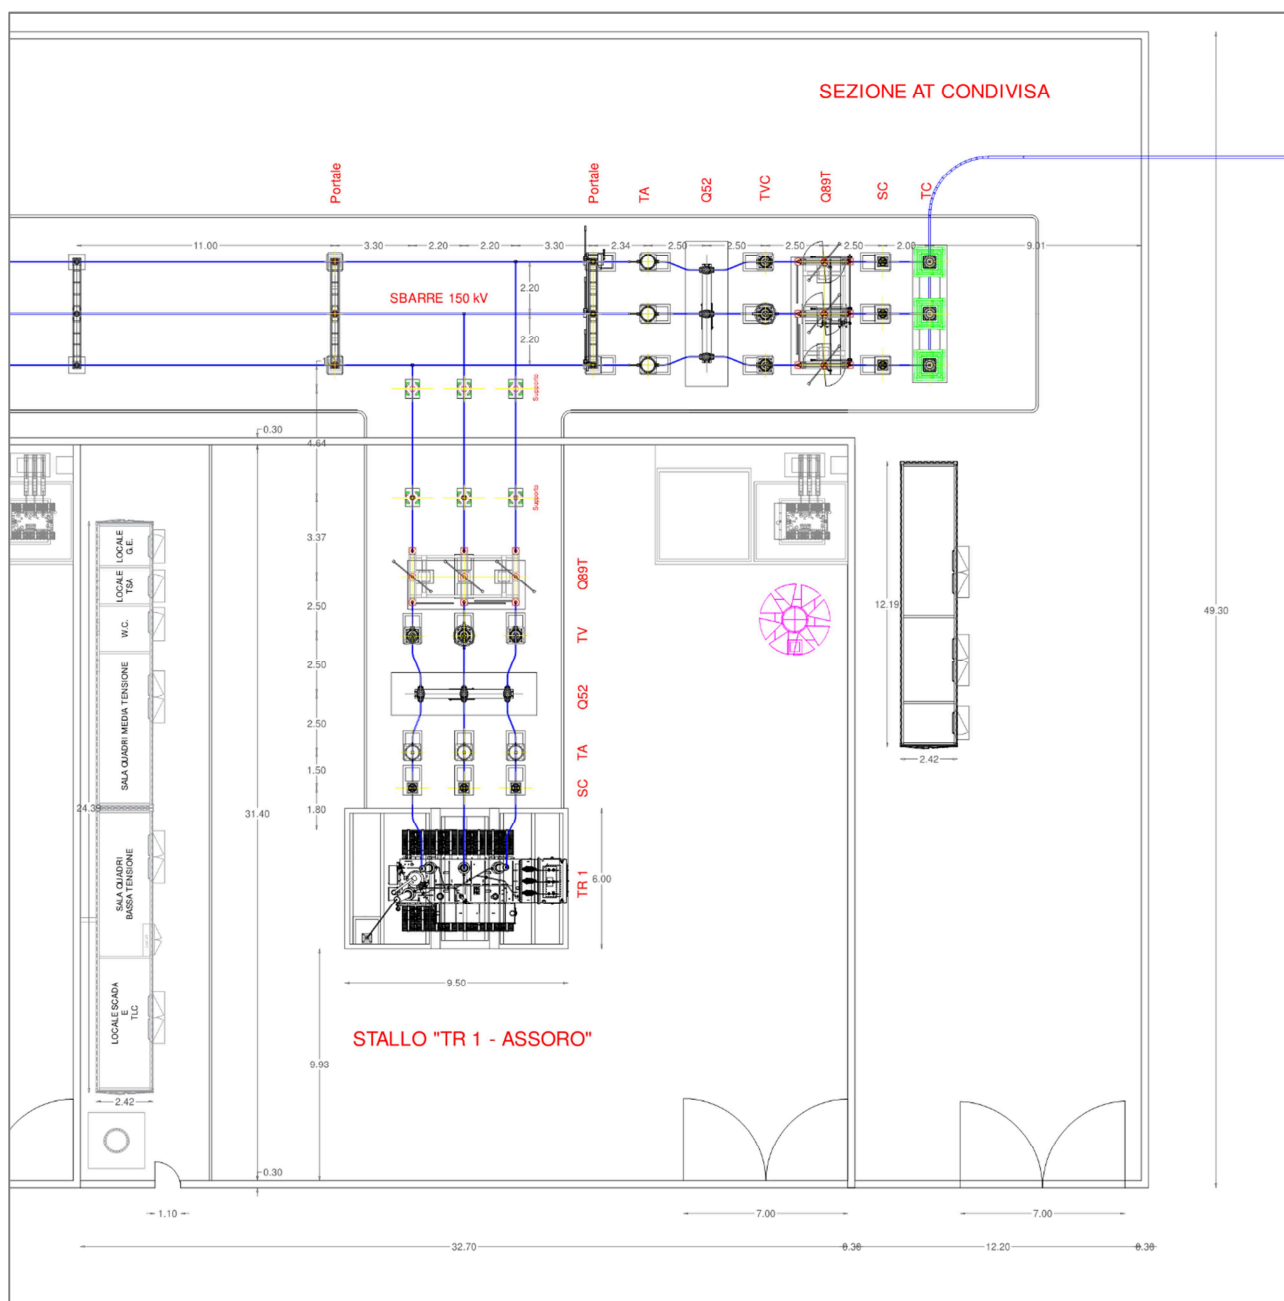 SEZIONE AT CONDIVISA
Portale
Portale
TA
Q52
TVC
Q89T
SC
TC
11.00
3.30
2.20
2.20
3.30
2.34
2.50
2.50
2.50
2.50
2.00
9.01
SBARRE 150 kV
2.20
2.20
Supporto
0.30
4.64
Supporto
3.37
Q89T
2.50
TV
2.50
Q52
2.50
TA
1.50
SC
1.80
TR 1
6.00
9.50
STALLO "TR 1 - ASSORO"
9.93
LOCALE
G.E.
LOCALE
TSA
W.C.
SALA QUADRI MEDIA TENSIONE
24.39
SALA QUADRI
BASSA TENSIONE
LOCALE SCADA
E
TLC
2.42
31.40
0.30
12.19
2.42
49.30
1.10
7.00
7.00
32.70
0.30
12.20
0.30